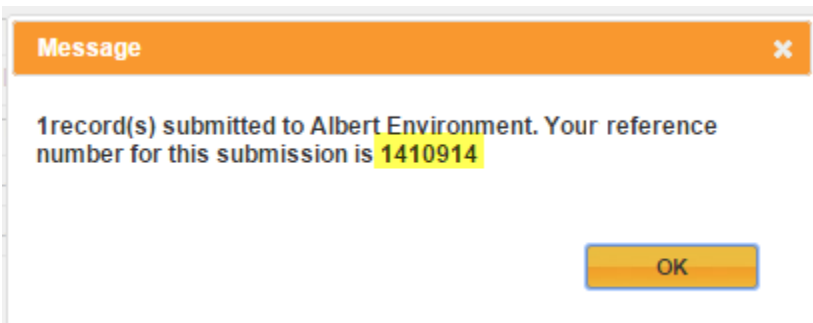 Message
1record(s) submitted to Albert Environment. Your reference
number for this submission is 1410914
OK